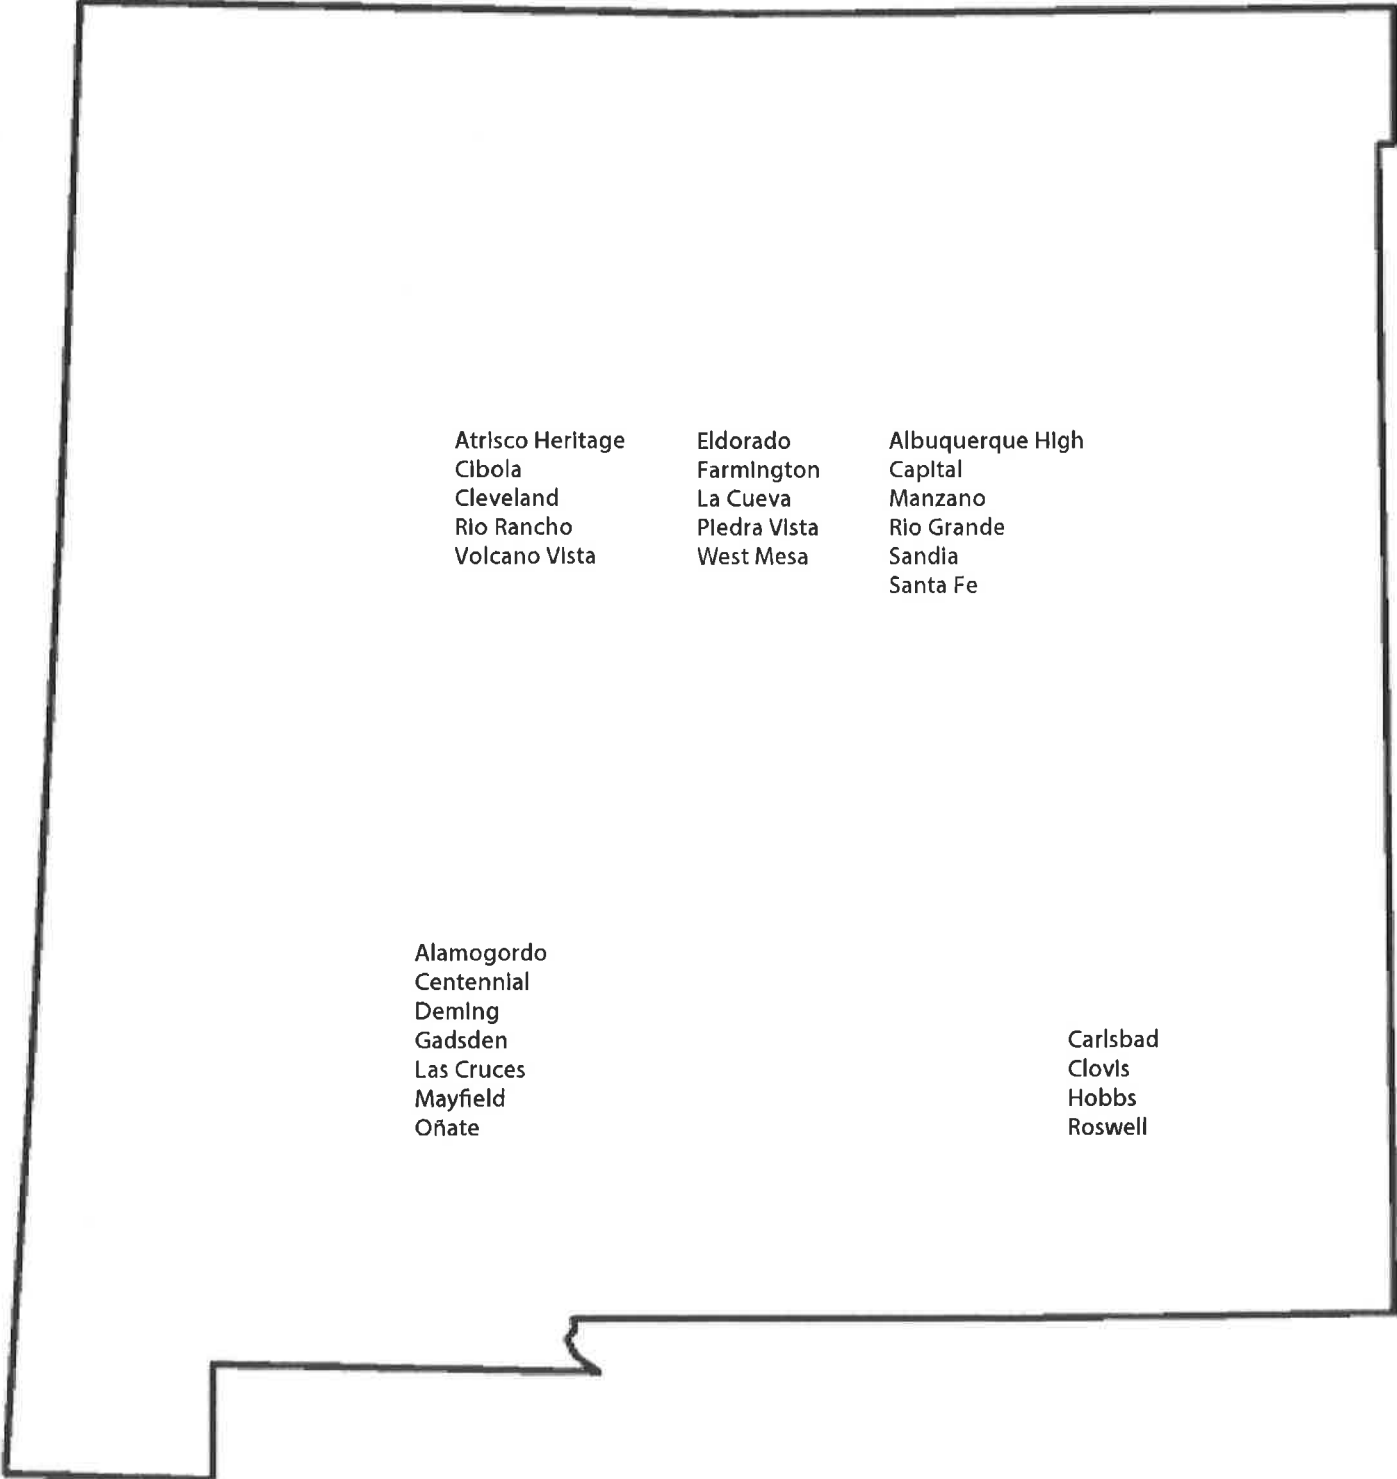 Atrisco Heritage
Cibola
Cleveland
Rio Rancho
Volcano Vista
Eldorado
Farmington
La Cueva
Piedra Vista
West Mesa
Albuquerque High
Capital
Manzano
Rio Grande
Sandia
Santa Fe
Alamogordo
Centennial
Deming
Gadsden
Las Cruces
Mayfield
Oñate
Carlsbad
Clovis
Hobbs
Roswell